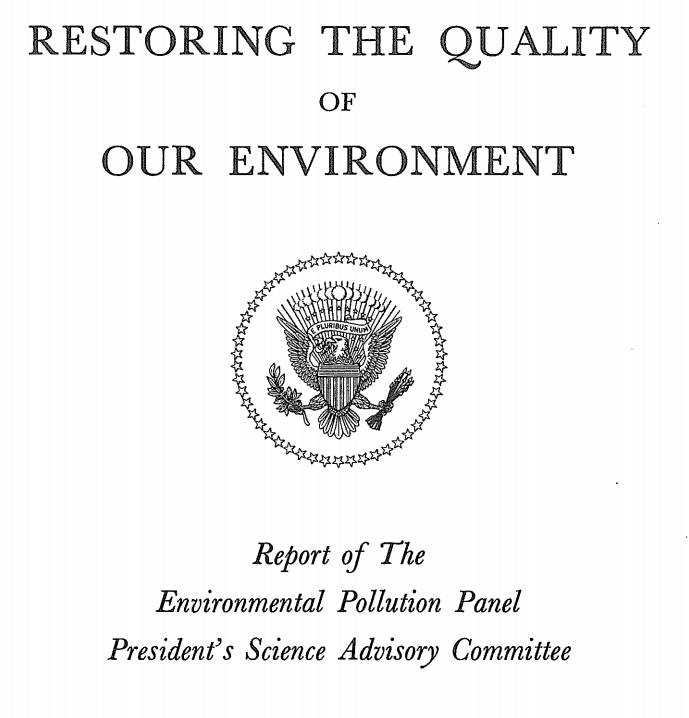 RESTORING THE QUALITY
OF
OUR ENVIRONMENT
E PLURIBUS UNUM
Report of The
Environmental Pollution Panel
President's Science Advisory Committee